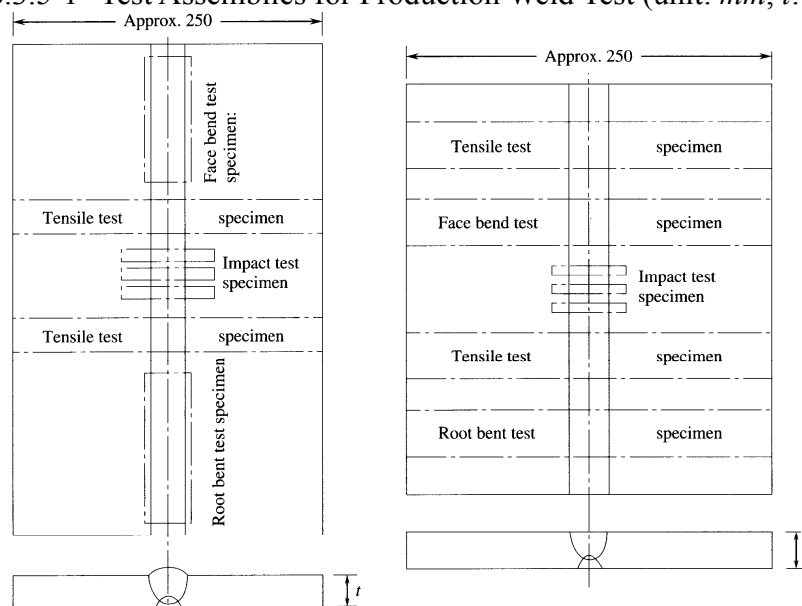 Test Assemblies for Production Weld Test (unit: mm,
Approx. 250
Face bend test
specimen:
Tensile test specimen
Impact test
specimen
Tensile test specimen
Root bent test specimen
t
Approx. 250
Tensile test specimen
Face bend test specimen
Impact test
specimen
Tensile test specimen
Root bent test specimen